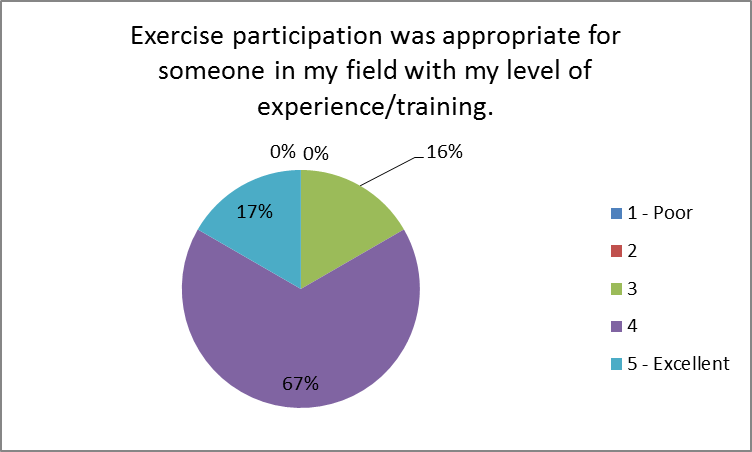 Exercise participation was appropriate for
someone in my field with my level of
experience/training.
0% 0%
16%
17%
67%
1 - Poor
2
3
4
5 - Excellent